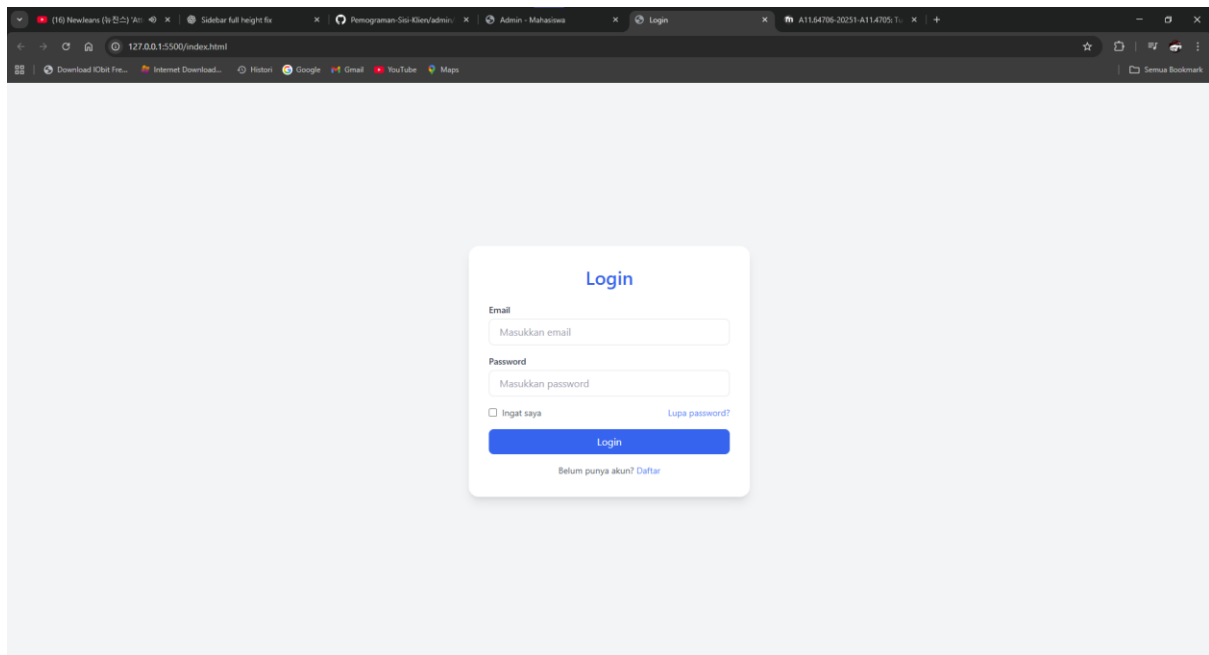 (16) NewJeans (뉴진스) 'At
Sidebar full height fix
Pemograman-Sisi-Klien/admin/
Admin - Mahasiswa
Login
A11.64706-20251-A11.4705: Tu
127.0.0.1:5500/index.html
Download IObit Fre...
Internet Download...
Histori
Google
Gmail
YouTube
Maps
Semua Bookmark
Login
Email
Masukkan email
Password
Masukkan password
Ingat saya
Lupa password?
Login
Belum punya akun? Daftar